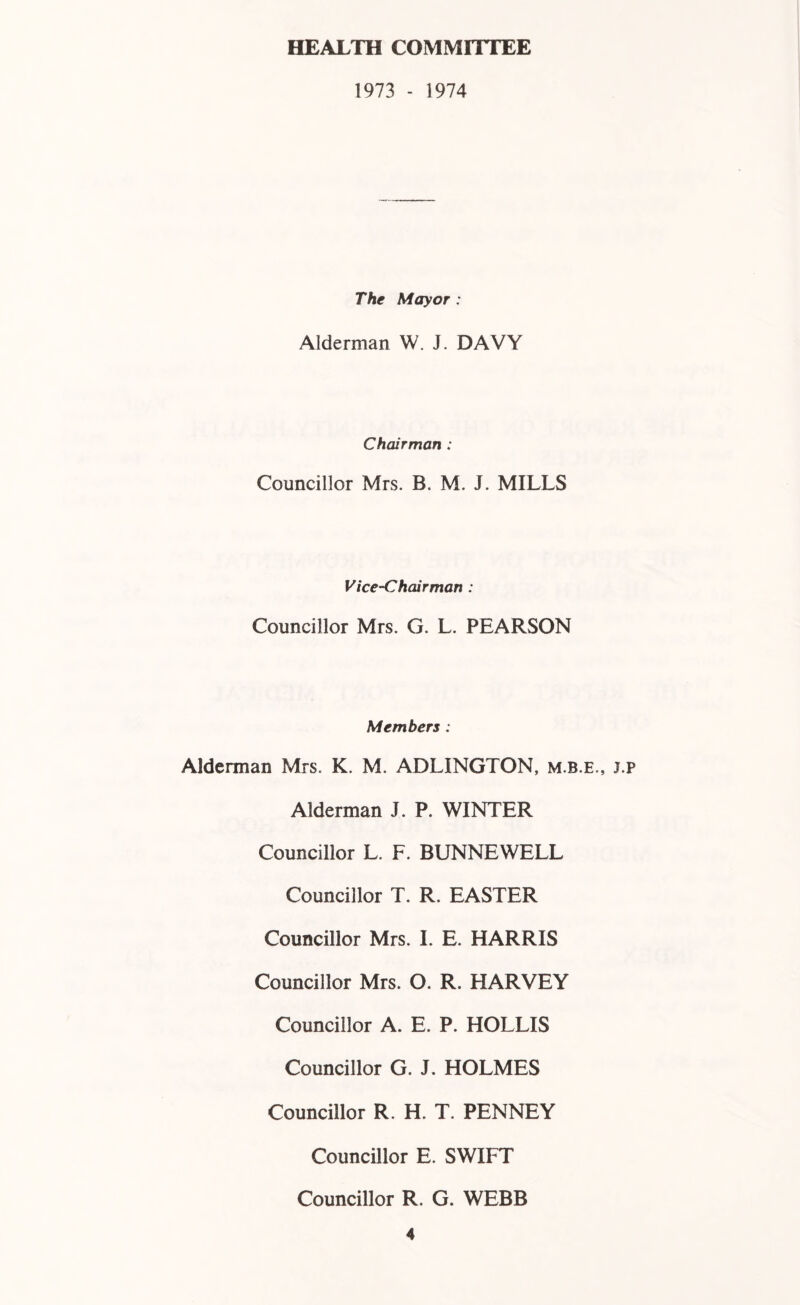 HEALTH COMMITTEE
1973 - 1974
The Mayor :
Alderman W. J. DAVY
Chairman :
Councillor Mrs. B. M. J. MILLS
Vice-Chairman :
Councillor Mrs. G. L. PEARSON
Members :
Alderman Mrs. K. M. ADLINGTON, M.B.E., J.P
Alderman J. P. WINTER
Councillor L. F. BUNNEWELL
Councillor T. R. EASTER
Councillor Mrs. I. E. HARRIS
Councillor Mrs. O. R. HARVEY
Councillor A. E. P. HOLLIS
Councillor G. J. HOLMES
Councillor R. H. T. PENNEY
Councillor E. SWIFT
Councillor R. G. WEBB
4